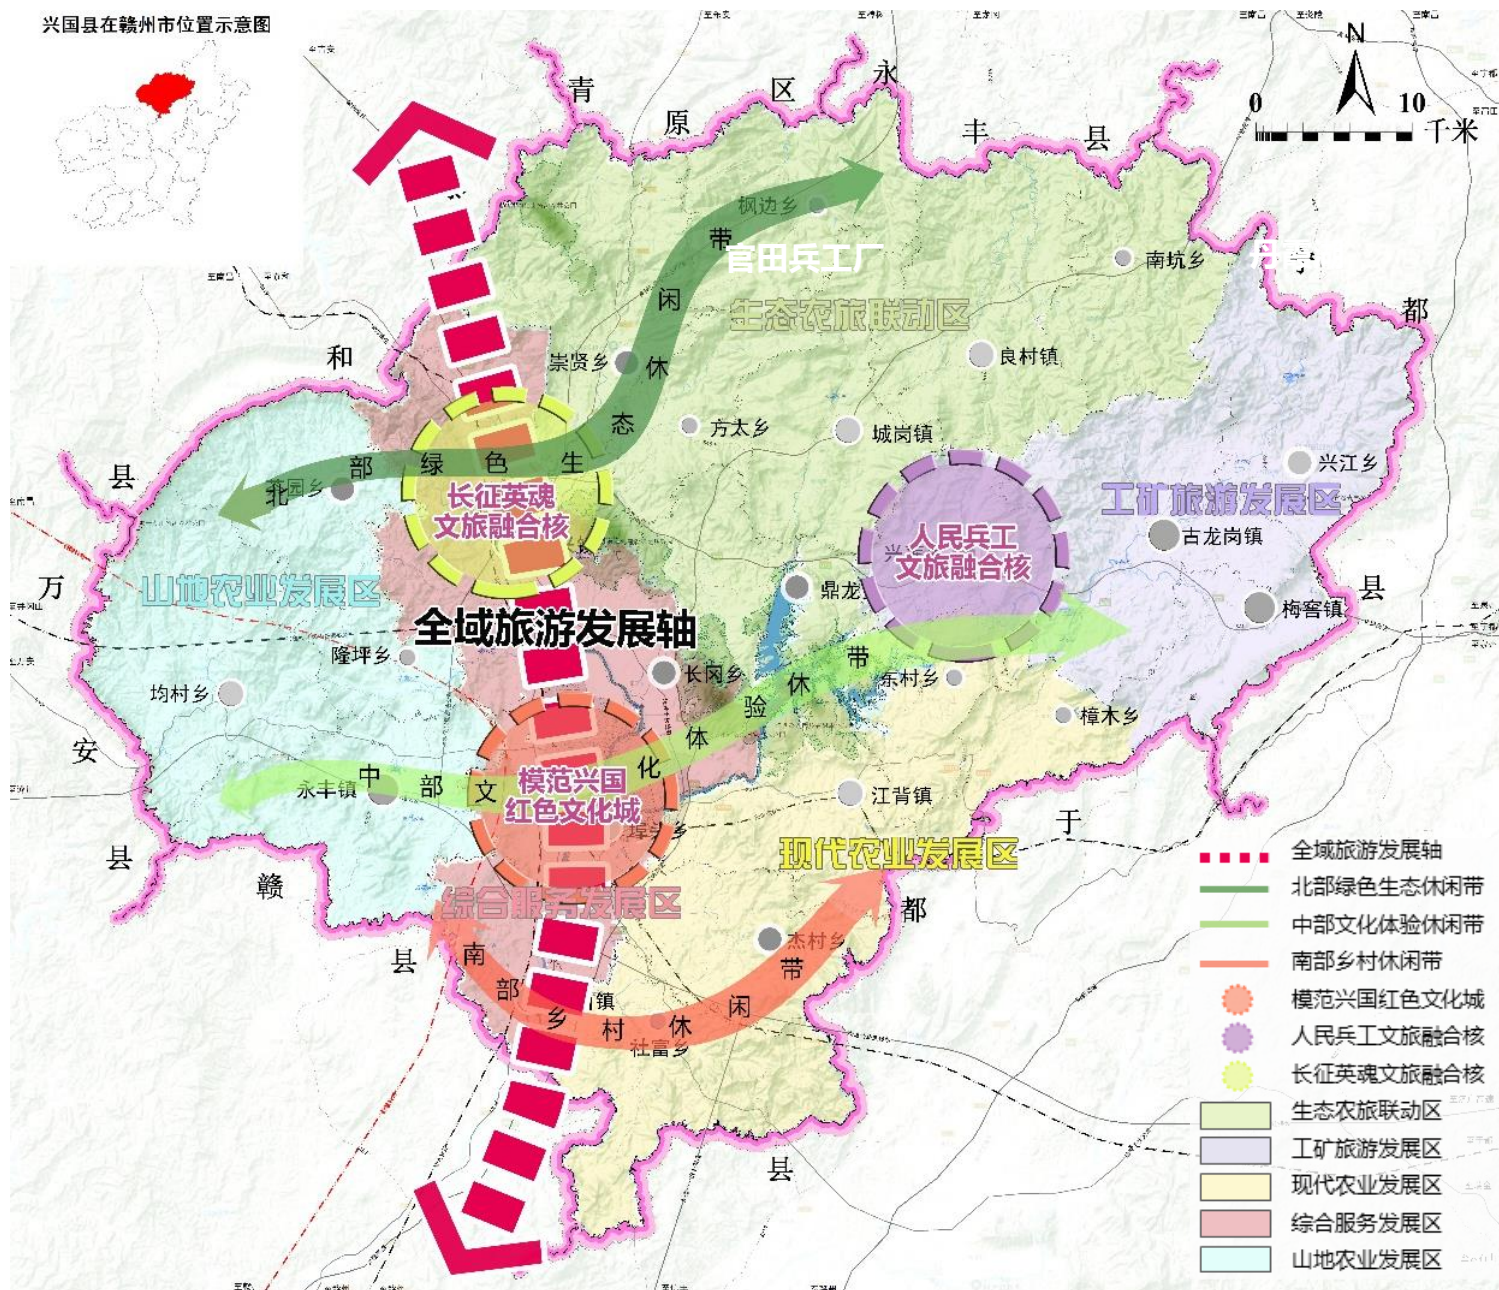 兴国县在赣州市位置示意图
至吉安
N
0 10 千米
青原区
永丰县
宁都县
于都县
赣县
万安县
和县
枫边乡
官田兵工厂
南坑乡
生态农旅联动区
崇贤乡
良村镇
方太乡
城岗镇
兴江乡
工矿旅游发展区
古龙岗镇
梅窖镇
北部绿色生态休闲带
茶园乡
长征英魂
文旅融合核
人民兵工
文旅融合核
山地农业发展区
鼎龙
全域旅游发展轴
隆坪乡
均村乡
长冈乡
东村乡
樟木乡
中部文化体验休带
永丰镇
模范兴国
红色文化城
埠头乡
江背镇
现代农业发展区
综合服务发展区
杰村乡
南部乡村休闲带
镇
社富乡
全域旅游发展轴
北部绿色生态休闲带
中部文化体验休闲带
南部乡村休闲带
模范兴国红色文化城
人民兵工文旅融合核
长征英魂文旅融合核
生态农旅联动区
工矿旅游发展区
现代农业发展区
综合服务发展区
山地农业发展区